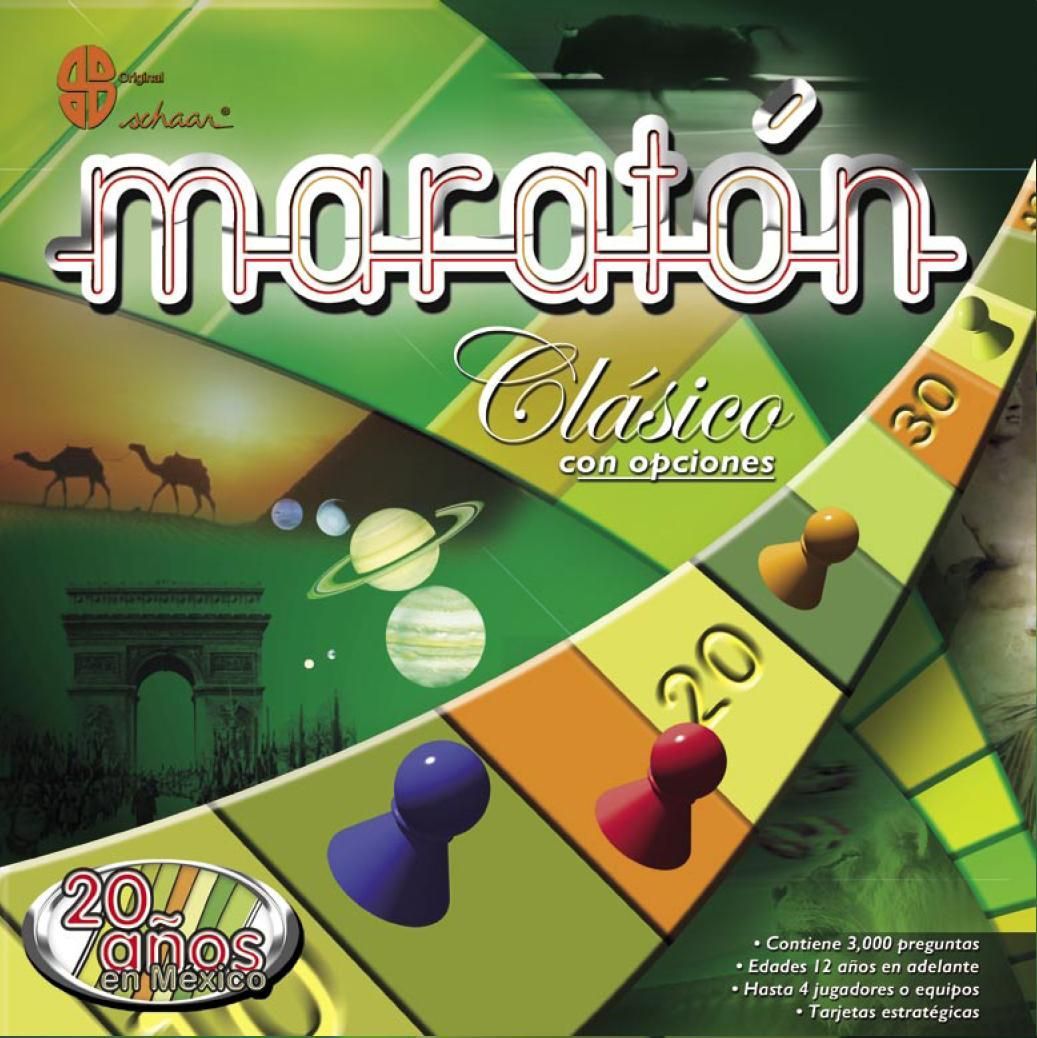 Original
schaar®
maratón
Clásico
con opciones
30
20
20
años
en México
10
• Contiene 3,000 preguntas
• Edades 12 años en adelante
• Hasta 4 jugadores o equipos
• Tarjetas estratégicas